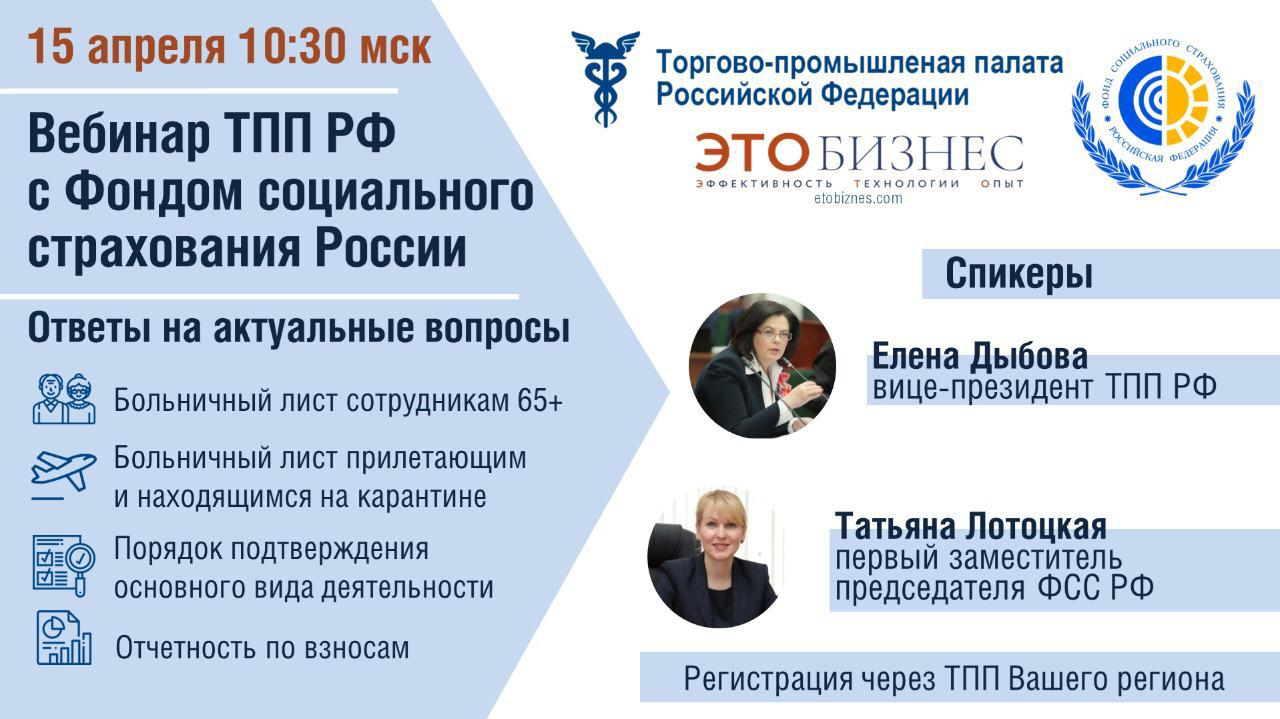 15 апреля 10:30 мск
Вебинар ТПП РФ
с Фондом социального
страхования России
Ответы на актуальные вопросы
Больничный лист сотрудникам 65+
Больничный лист прилетающим
и находящимся на карантине
Порядок подтверждения
основного вида деятельности
Отчетность по взносам
Торгово-промышленая палата
Российской Федерации
ЭТО БИЗНЕС
ЭФФЕКТИВНОСТЬ ТЕХНОЛОГИИ ОПЫТ
etobiznes.com
ФОНД СОЦИАЛЬНОГО СТРАХОВАНИЯ
РОССИЙСКАЯ ФЕДЕРАЦИЯ
Спикеры
Елена Дыбова
вице-президент ТПП РФ
Татьяна Лотоцкая
первый заместитель
председателя ФСС РФ
Регистрация через ТПП Вашего региона